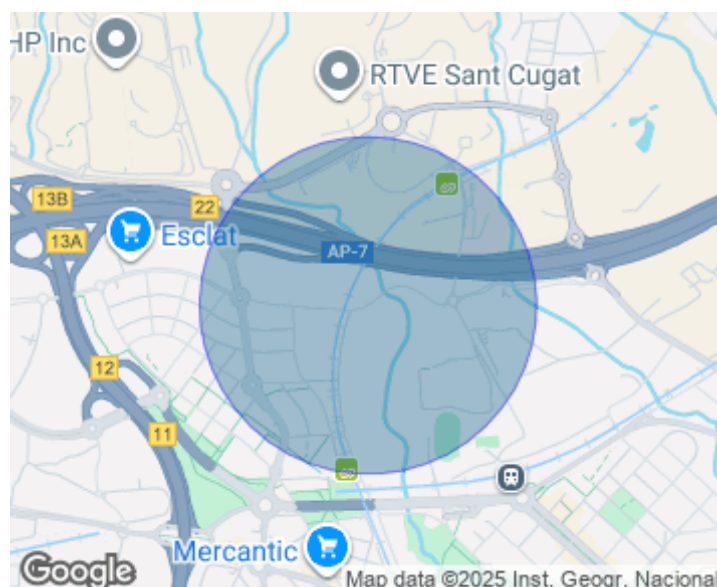 HP Inc
RTVE Sant Cugat
13B
22
13A
Esclat
AP-7
12
11
Mercantic
Google
Map data ©2025 Inst. Geogr. Nacional